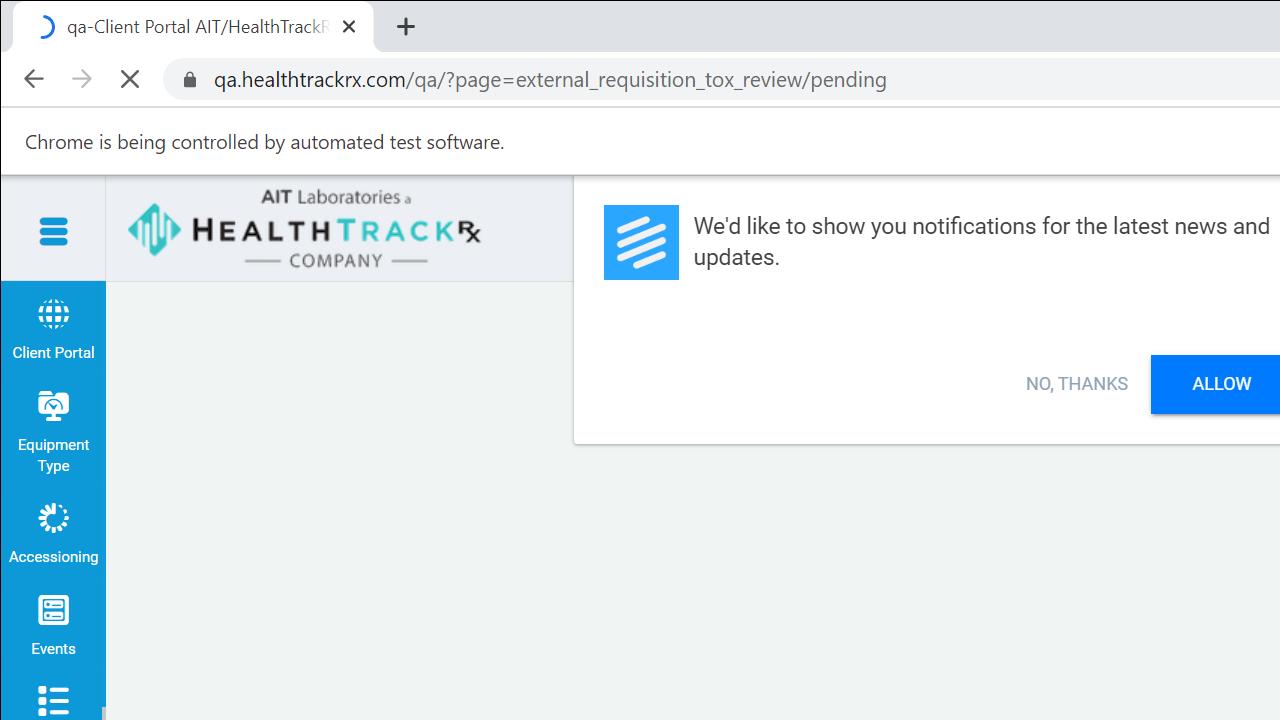 qa-Client Portal AIT/HealthTrackR
qa.healthtrackrx.com/qa/?page=external_requisition_tox_review/pending
Chrome is being controlled by automated test software.
AIT Laboratories a
HEALTHTRACKRx
COMPANY
We'd like to show you notifications for the latest news and
updates.
NO, THANKS
ALLOW
Client Portal
Equipment
Type
Accessioning
Events